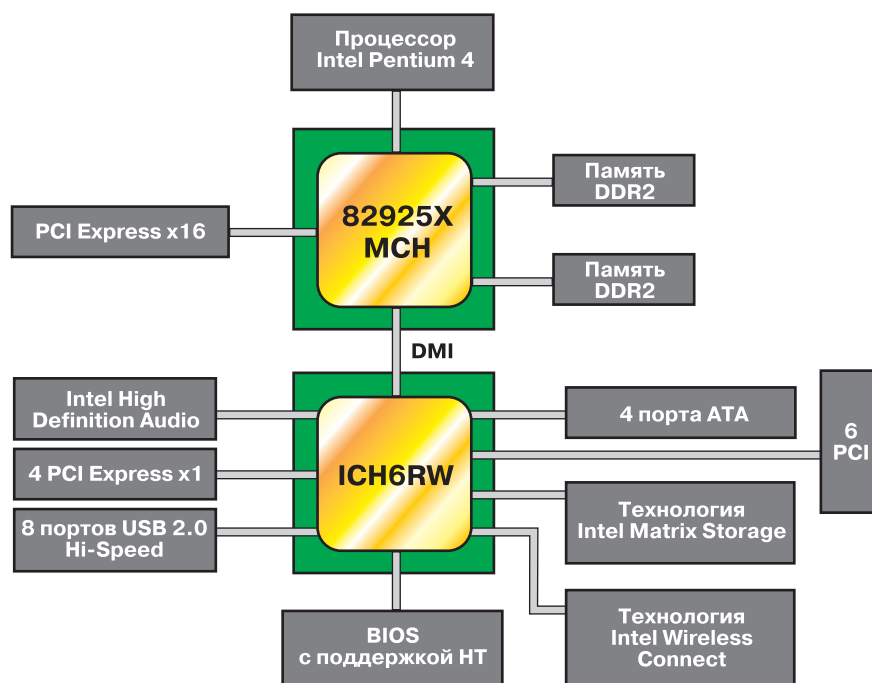 Процессор
Intel Pentium 4
82925X
MCH
Память
DDR2
PCI Express x16
Память
DDR2
DMI
Intel High
Definition Audio
4 порта ATA
6
PCI
4 PCI Express x1
ICH6RW
Технология
Intel Matrix Storage
8 портов USB 2.0
Hi-Speed
BIOS
с поддержкой HT
Технология
Intel Wireless
Connect